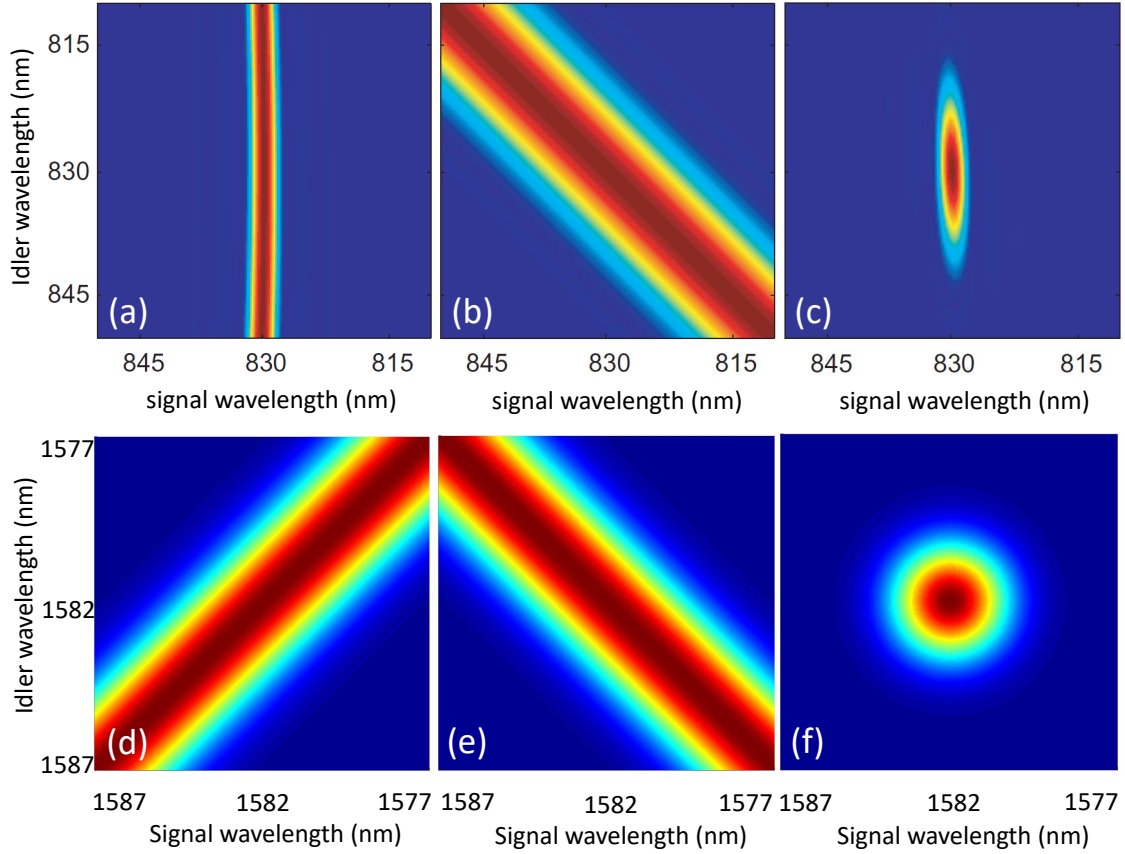 Idler wavelength (nm)
815
830
845
(a)
(b)
(c)
845 830 815
845 830 815
845 830 815
signal wavelength (nm)
signal wavelength (nm)
signal wavelength (nm)
Idler wavelength (nm)
1577
1582
1587
(d)
(e)
(f)
1587 1582 1577
1587 1582 1577
1587 1582 1577
Signal wavelength (nm)
Signal wavelength (nm)
Signal wavelength (nm)